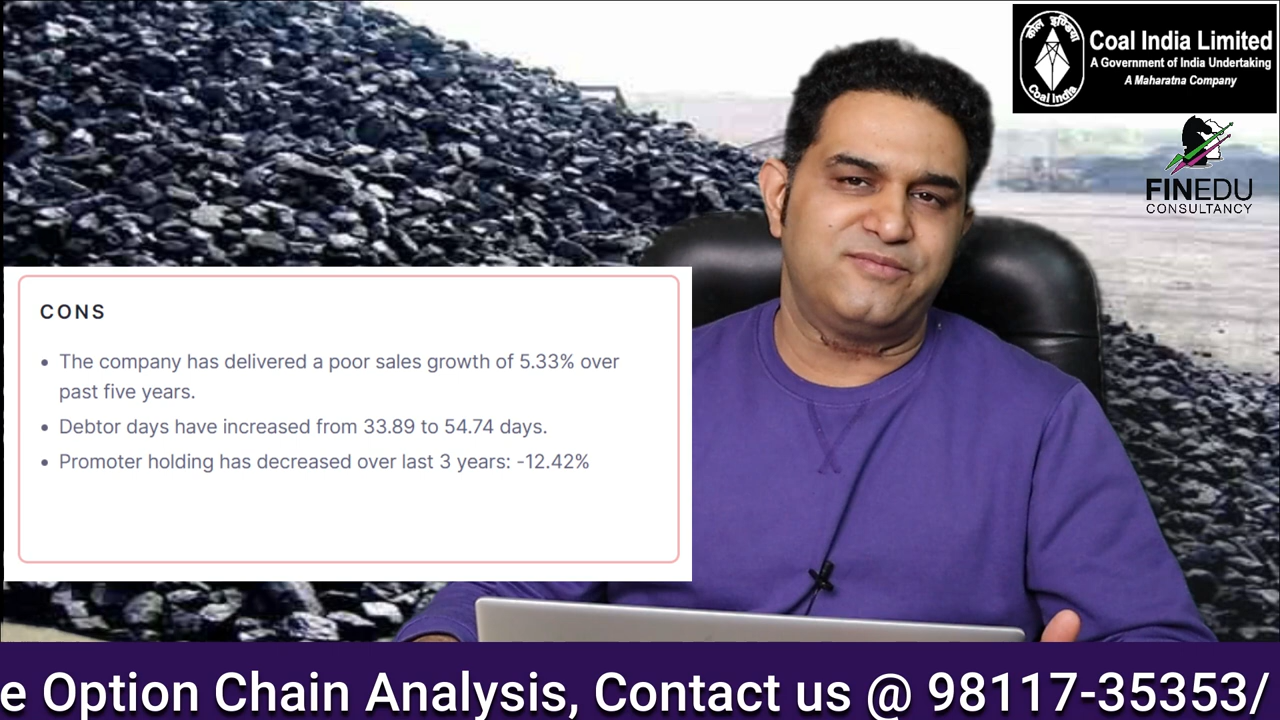 कोल इण्डिया
Coal India
Coal India Limited
A Government of India Undertaking
A Maharatna Company
FINEDU
CONSULTANCY
CONS
• The company has delivered a poor sales growth of 5.33% over
past five years.
• Debtor days have increased from 33.89 to 54.74 days.
• Promoter holding has decreased over last 3 years: -12.42%
e Option Chain Analysis, Contact us @ 98117-35353/